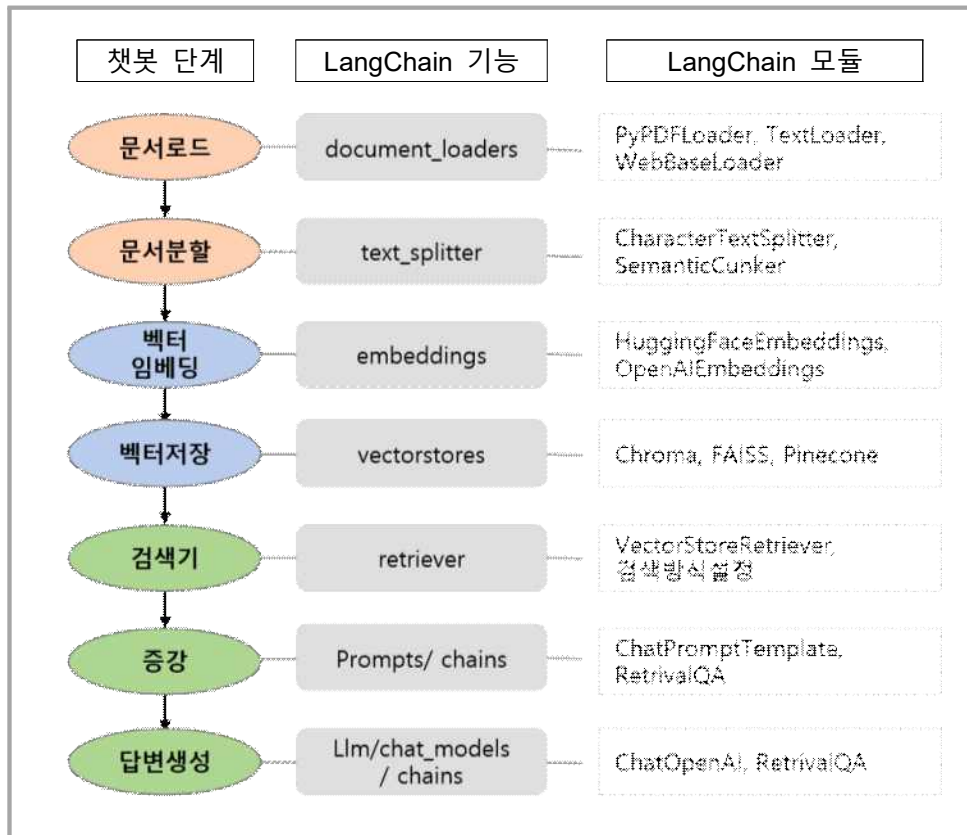 챗봇 단계
LangChain 기능
LangChain 모듈
문서로드
document_loaders
PyPDFLoader, TextLoader,
WebBaseLoader
문서분할
text_splitter
CharacterTextSplitter,
SemanticCunker
벡터
임베딩
embeddings
HuggingFaceEmbeddings,
OpenAIEmbeddings
벡터저장
vectorstores
Chroma, FAISS, Pinecone
검색기
retriever
VectorStoreRetriever,
검색방식설정
증강
Prompts/ chains
ChatPromptTemplate,
RetrivalQA
답변생성
Llm/chat_models
/ chains
ChatOpenAI, RetrivalQA